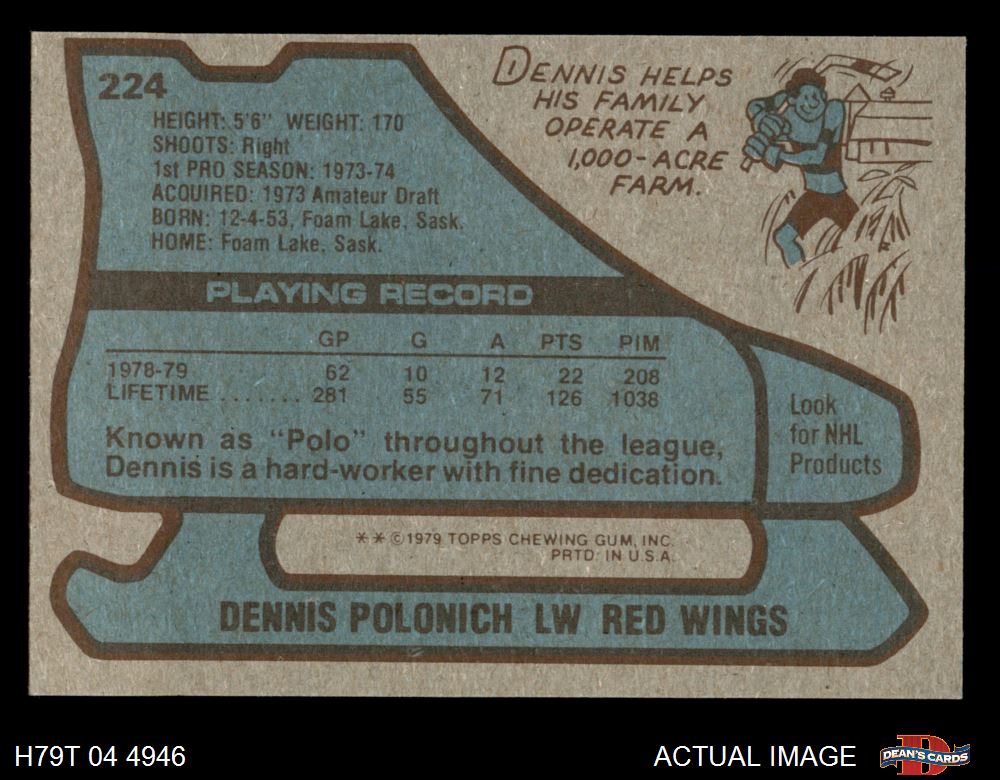 224
HEIGHT: 5'6" WEIGHT: 170
SHOOTS: Right
1st PRO SEASON: 1973-74
ACQUIRED: 1973 Amateur Draft
BORN: 12-4-53, Foam Lake, Sask.
HOME: Foam Lake, Sask.
DENNIS HELPS
HIS FAMILY
OPERATE A
1,000-ACRE
FARM.
PLAYING RECORD
GP G A PTS PIM
1978-79 62 10 12 22 208
LIFETIME ....... 281 55 71 126 1038
Known as "Polo" throughout the league,
Dennis is a hard-worker with fine dedication.
Look
for NHL
Products
** ©1979 TOPPS CHEWING GUM, INC.
PRTD. IN U.S.A.
DENNIS POLONICH LW RED WINGS
H79T 04 4946
ACTUAL IMAGE
DEAN'S CARDS